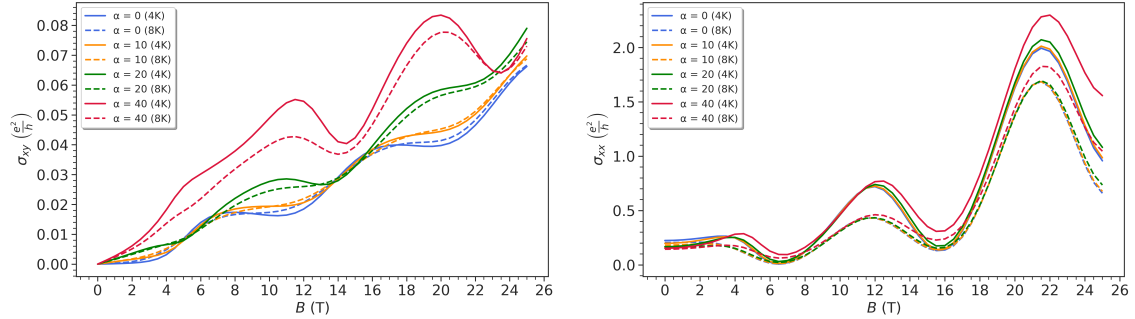 0.08
0.07
0.06
0.05
0.04
0.03
0.02
0.01
0.00
σxy (e²/ħ)
α = 0 (4K)
α = 0 (8K)
α = 10 (4K)
α = 10 (8K)
α = 20 (4K)
α = 20 (8K)
α = 40 (4K)
α = 40 (8K)
0 2 4 6 8 10 12 14 16 18 20 22 24 26
B (T)
2.0
1.5
1.0
0.5
0.0
σxx (e²/ħ)
α = 0 (4K)
α = 0 (8K)
α = 10 (4K)
α = 10 (8K)
α = 20 (4K)
α = 20 (8K)
α = 40 (4K)
α = 40 (8K)
0 2 4 6 8 10 12 14 16 18 20 22 24 26
B (T)